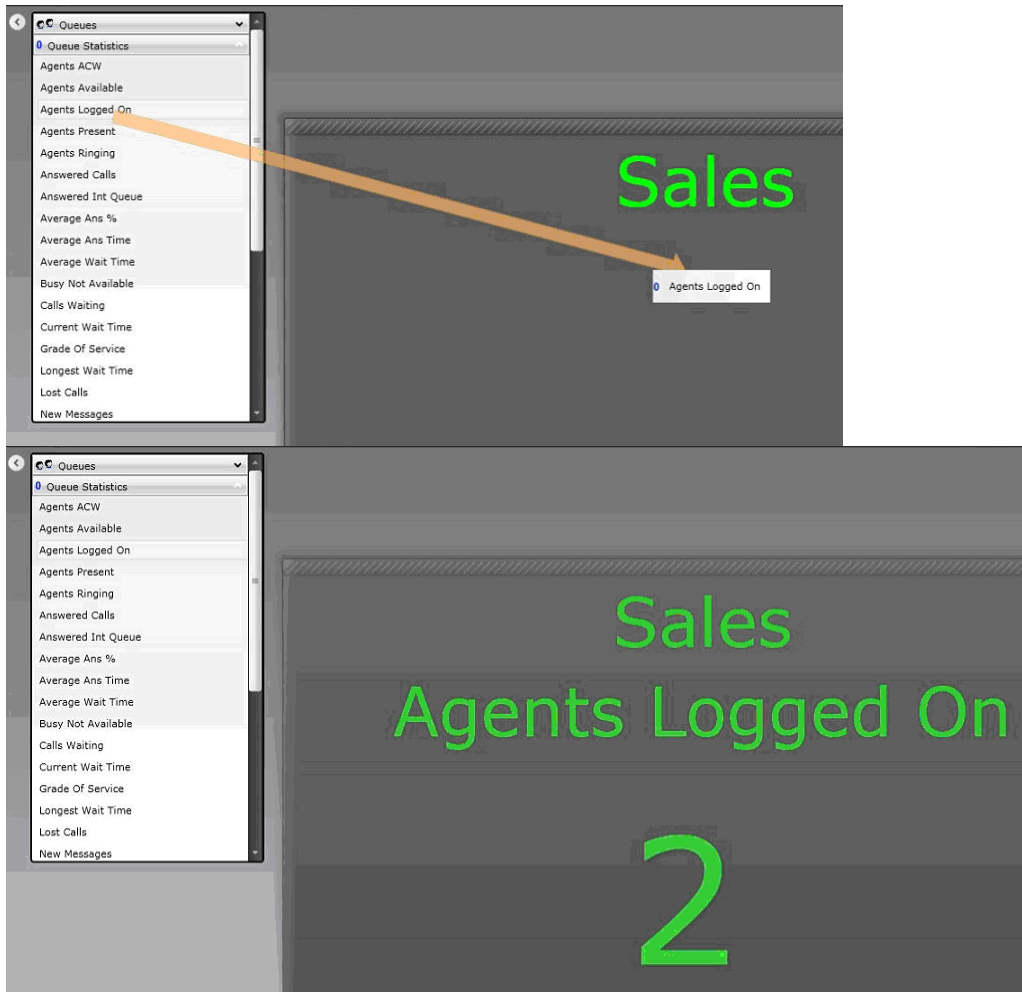 Queues
0 Queue Statistics
Agents ACW
Agents Available
Agents Logged On
Agents Present
Agents Ringing
Answered Calls
Answered Int Queue
Average Ans %
Average Ans Time
Average Wait Time
Busy Not Available
Calls Waiting
Current Wait Time
Grade Of Service
Longest Wait Time
Lost Calls
New Messages
Sales
0 Agents Logged On
Queues
0 Queue Statistics
Agents ACW
Agents Available
Agents Logged On
Agents Present
Agents Ringing
Answered Calls
Answered Int Queue
Average Ans %
Average Ans Time
Average Wait Time
Busy Not Available
Calls Waiting
Current Wait Time
Grade Of Service
Longest Wait Time
Lost Calls
New Messages
Sales
Agents Logged On
2